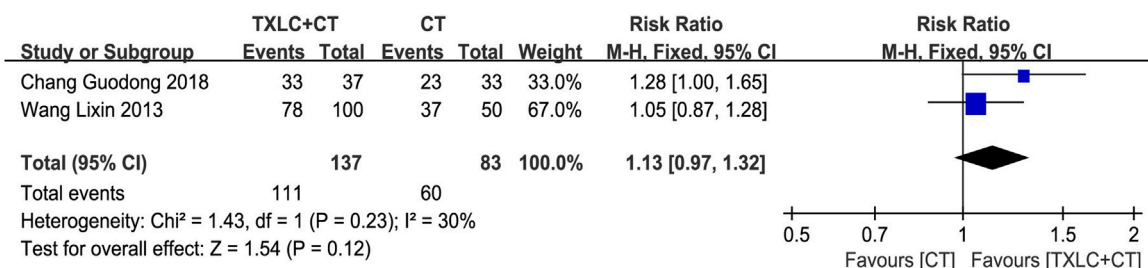 TXLC+CT CT Risk Ratio Risk Ratio
Study or Subgroup Events Total Events Total Weight M-H, Fixed, 95% CI M-H, Fixed, 95% CI
Chang Guodong 2018 33 37 23 33 33.0% 1.28 [1.00, 1.65]
Wang Lixin 2013 78 100 37 50 67.0% 1.05 [0.87, 1.28]
Total (95% CI) 137 83 100.0% 1.13 [0.97, 1.32]
Total events 111 60
Heterogeneity: Chi² = 1.43, df = 1 (P = 0.23); I² = 30%
Test for overall effect: Z = 1.54 (P = 0.12)
0.5 0.7 1 1.5 2
Favours [CT] Favours [TXLC+CT]